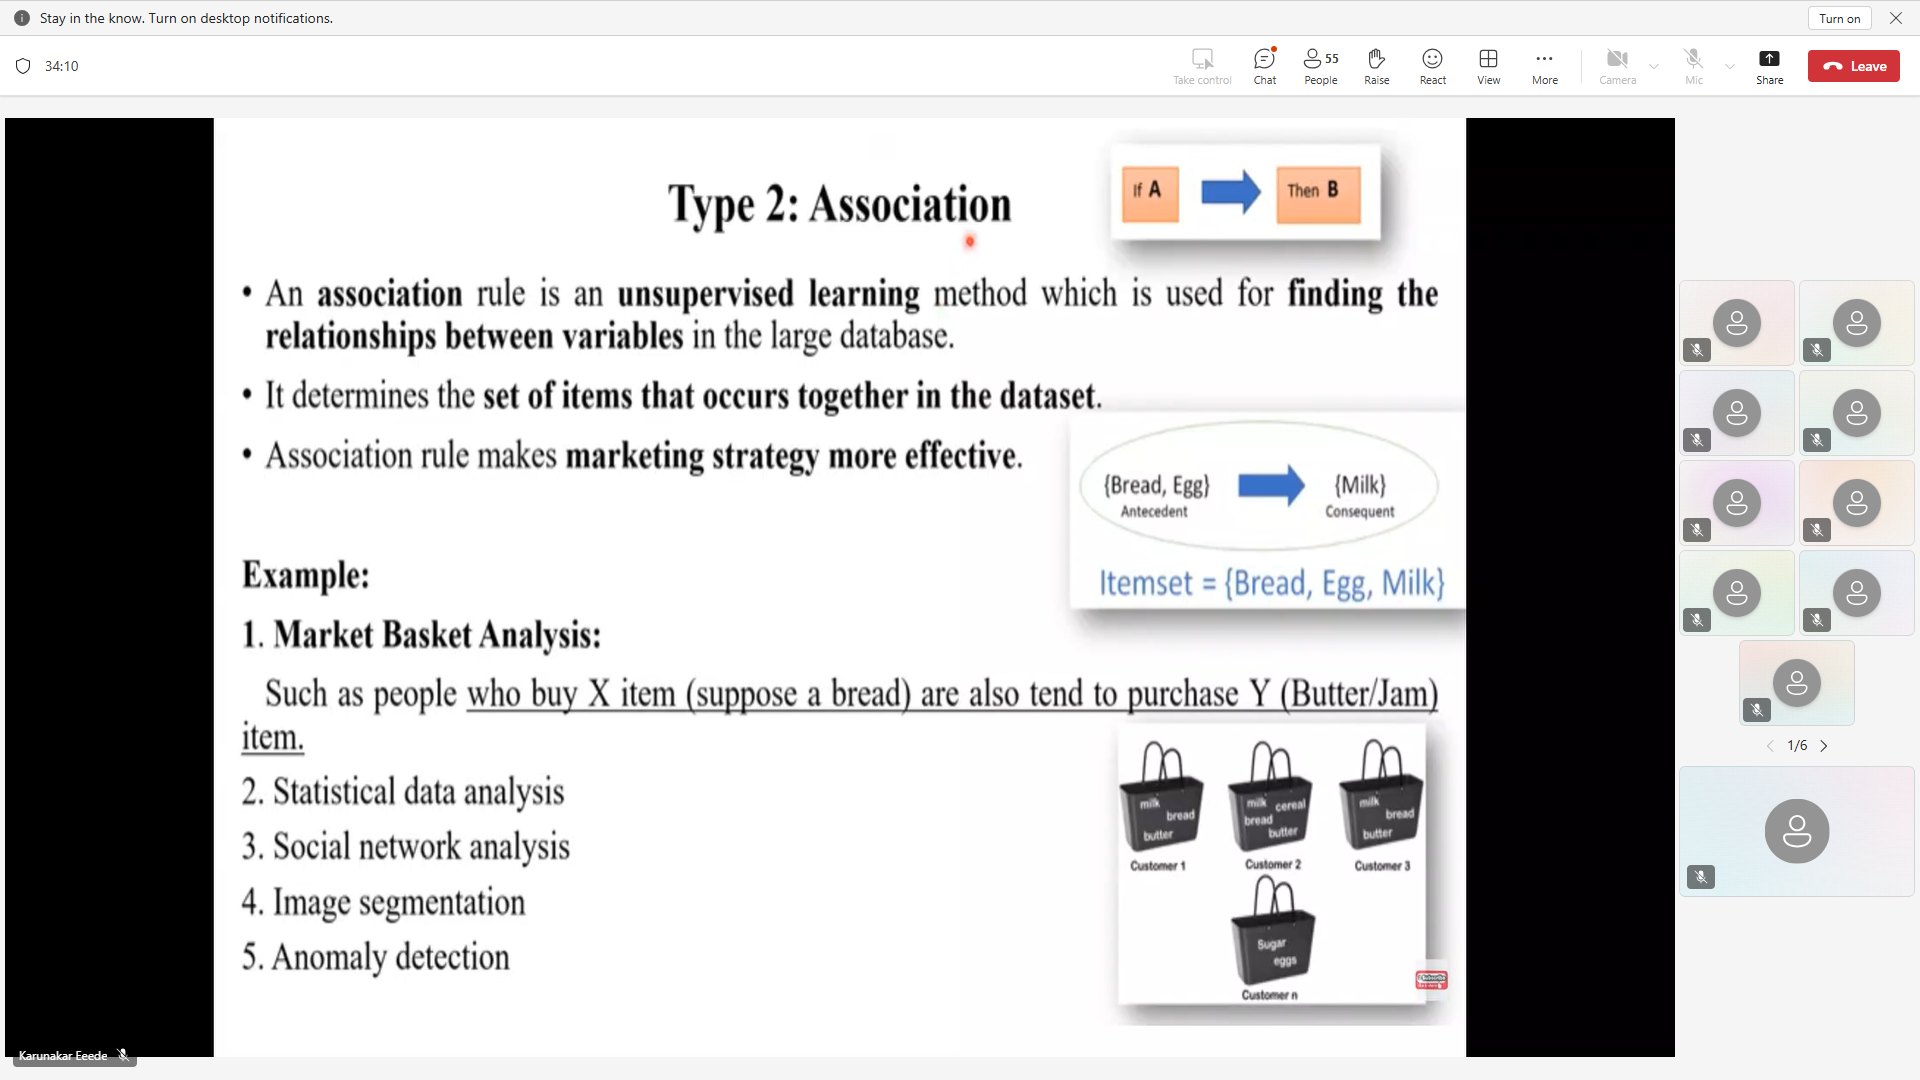 Stay in the know. Turn on desktop notifications.
Turn on
34:10
Take control
Chat
55
People
Raise
React
View
More
Camera
Mic
Share
Leave
Type 2: Association
If A
Then B
• An association rule is an unsupervised learning method which is used for finding the
relationships between variables in the large database.
• It determines the set of items that occurs together in the dataset.
• Association rule makes marketing strategy more effective.
{Bread, Egg}
{Milk}
Antecedent
Consequent
Itemset = {Bread, Egg, Milk}
Example:
1. Market Basket Analysis:
Such as people who buy X item (suppose a bread) are also tend to purchase Y (Butter/Jam)
item.
2. Statistical data analysis
3. Social network analysis
4. Image segmentation
5. Anomaly detection
milk
bread
butter
Customer 1
milk cereal
bread
butter
Customer 2
milk
bread
butter
Customer 3
Sugar
eggs
Customer n
1/6
Karunakar Eeede